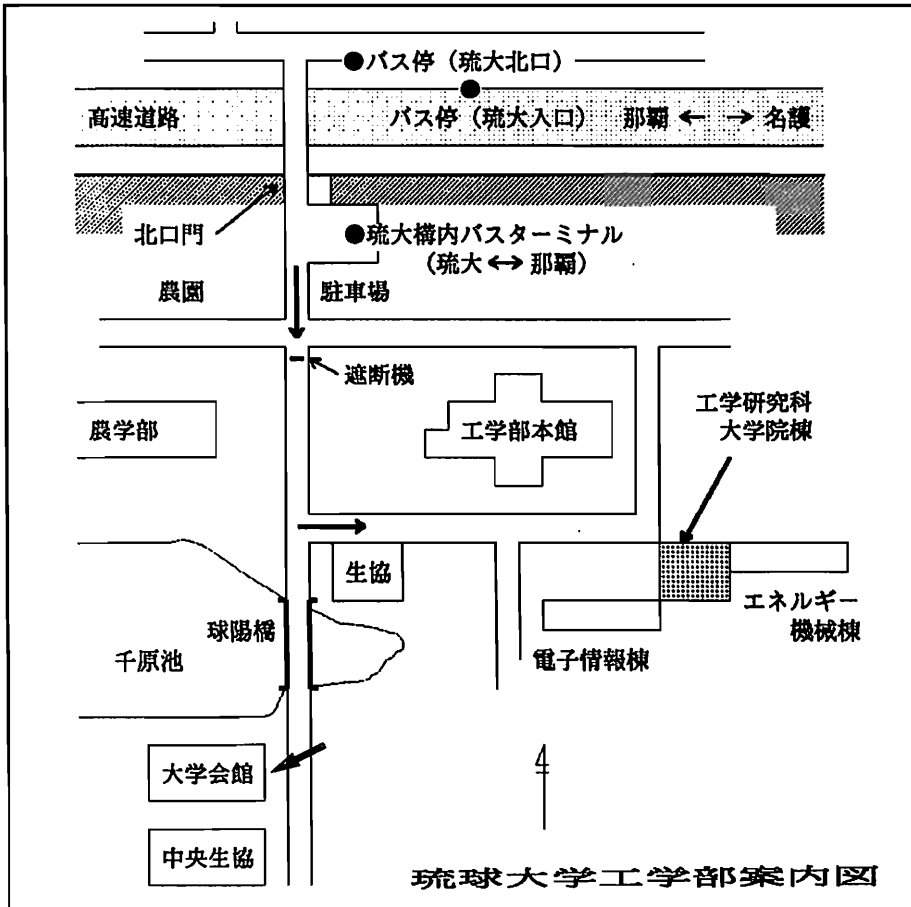 ●バス停（琉大北口）
高速道路
バス停（琉大入口） 那覇 ← → 名護
北口門
●琉大構内バスターミナル
（琉大↔那覇）
農園
駐車場
遮断機
農学部
工学部本館
工学研究科
大学院棟
生協
球陽橋
千原池
エネルギー
機械棟
電子情報棟
大学会館
中央生協
琉球大学工学部案内図